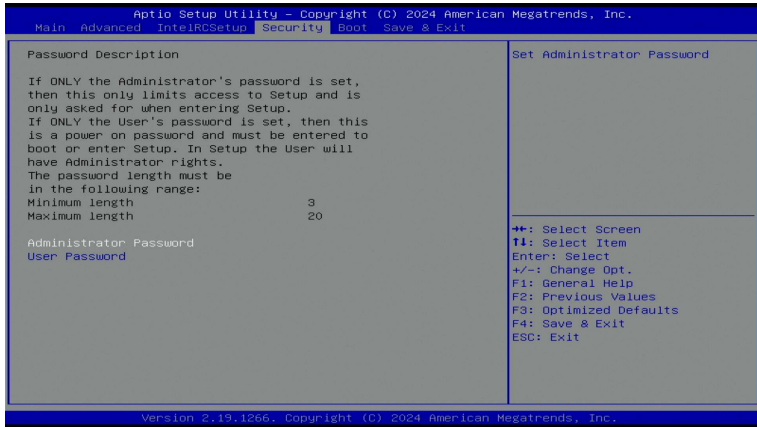 Aptio Setup Utility – Copyright (C) 2024 American Megatrends, Inc.
Main Advanced IntelRCSetup Security Boot Save & Exit
Password Description
If ONLY the Administrator's password is set,
then this only limits access to Setup and is
only asked for when entering Setup.
If ONLY the User's password is set, then this
is a power on password and must be entered to
boot or enter Setup. In Setup the User will
have Administrator rights.
The password length must be
in the following range:
Minimum length 3
Maximum length 20
Administrator Password
User Password
Set Administrator Password
→←: Select Screen
↑↓: Select Item
Enter: Select
+/-: Change Opt.
F1: General Help
F2: Previous Values
F3: Optimized Defaults
F4: Save & Exit
ESC: Exit
Version 2.19.1266. Copyright (C) 2024 American Megatrends, Inc.